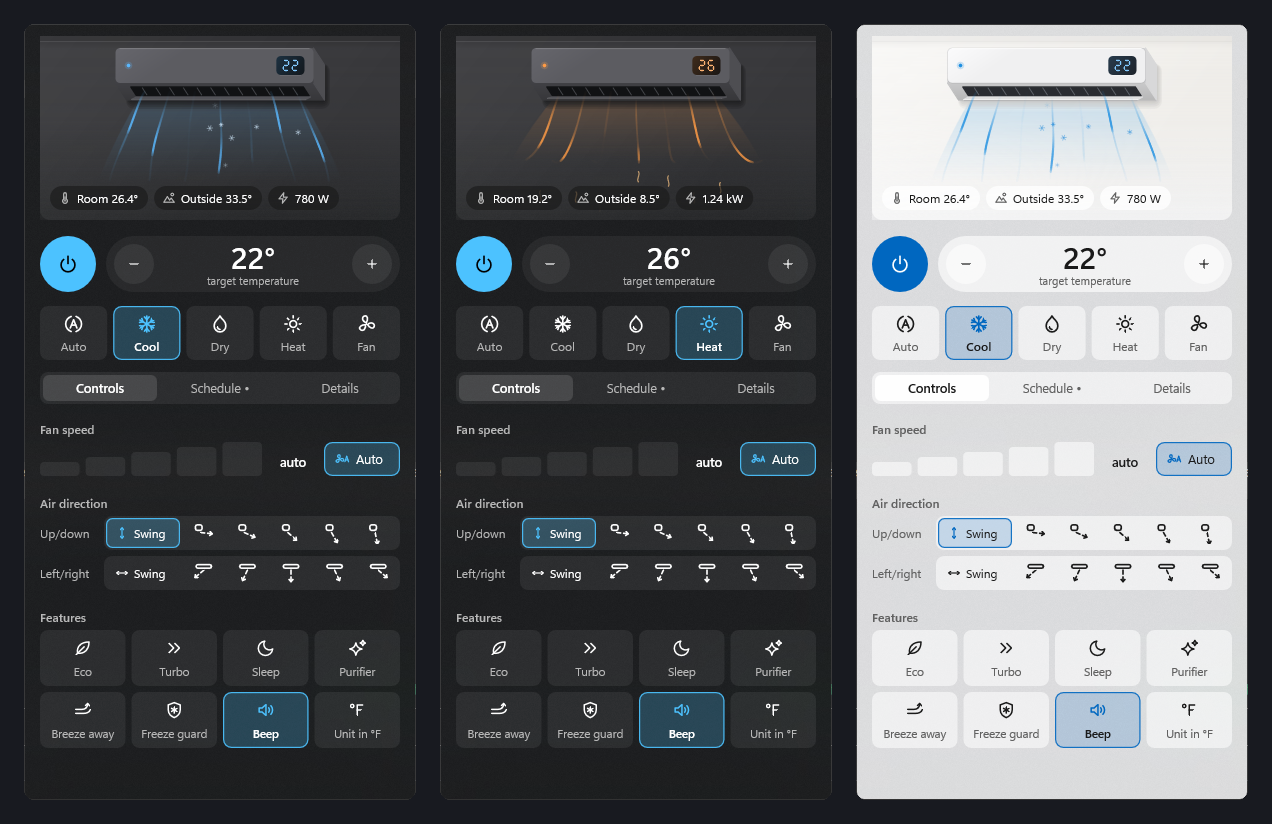 22
Room 26.4° Outside 33.5° 780 W
22°
target temperature
Auto Cool Dry Heat Fan
Controls Schedule • Details
Fan speed
auto Auto
Air direction
Up/down Swing
Left/right Swing
Features
Eco Turbo Sleep Purifier
Breeze away Freeze guard Beep °F Unit in °F
26
Room 19.2° Outside 8.5° 1.24 kW
26°
target temperature
Auto Cool Dry Heat Fan
Controls Schedule • Details
Fan speed
auto Auto
Air direction
Up/down Swing
Left/right Swing
Features
Eco Turbo Sleep Purifier
Breeze away Freeze guard Beep °F Unit in °F
22
Room 26.4° Outside 33.5° 780 W
22°
target temperature
Auto Cool Dry Heat Fan
Controls Schedule • Details
Fan speed
auto Auto
Air direction
Up/down Swing
Left/right Swing
Features
Eco Turbo Sleep Purifier
Breeze away Freeze guard Beep °F Unit in °F